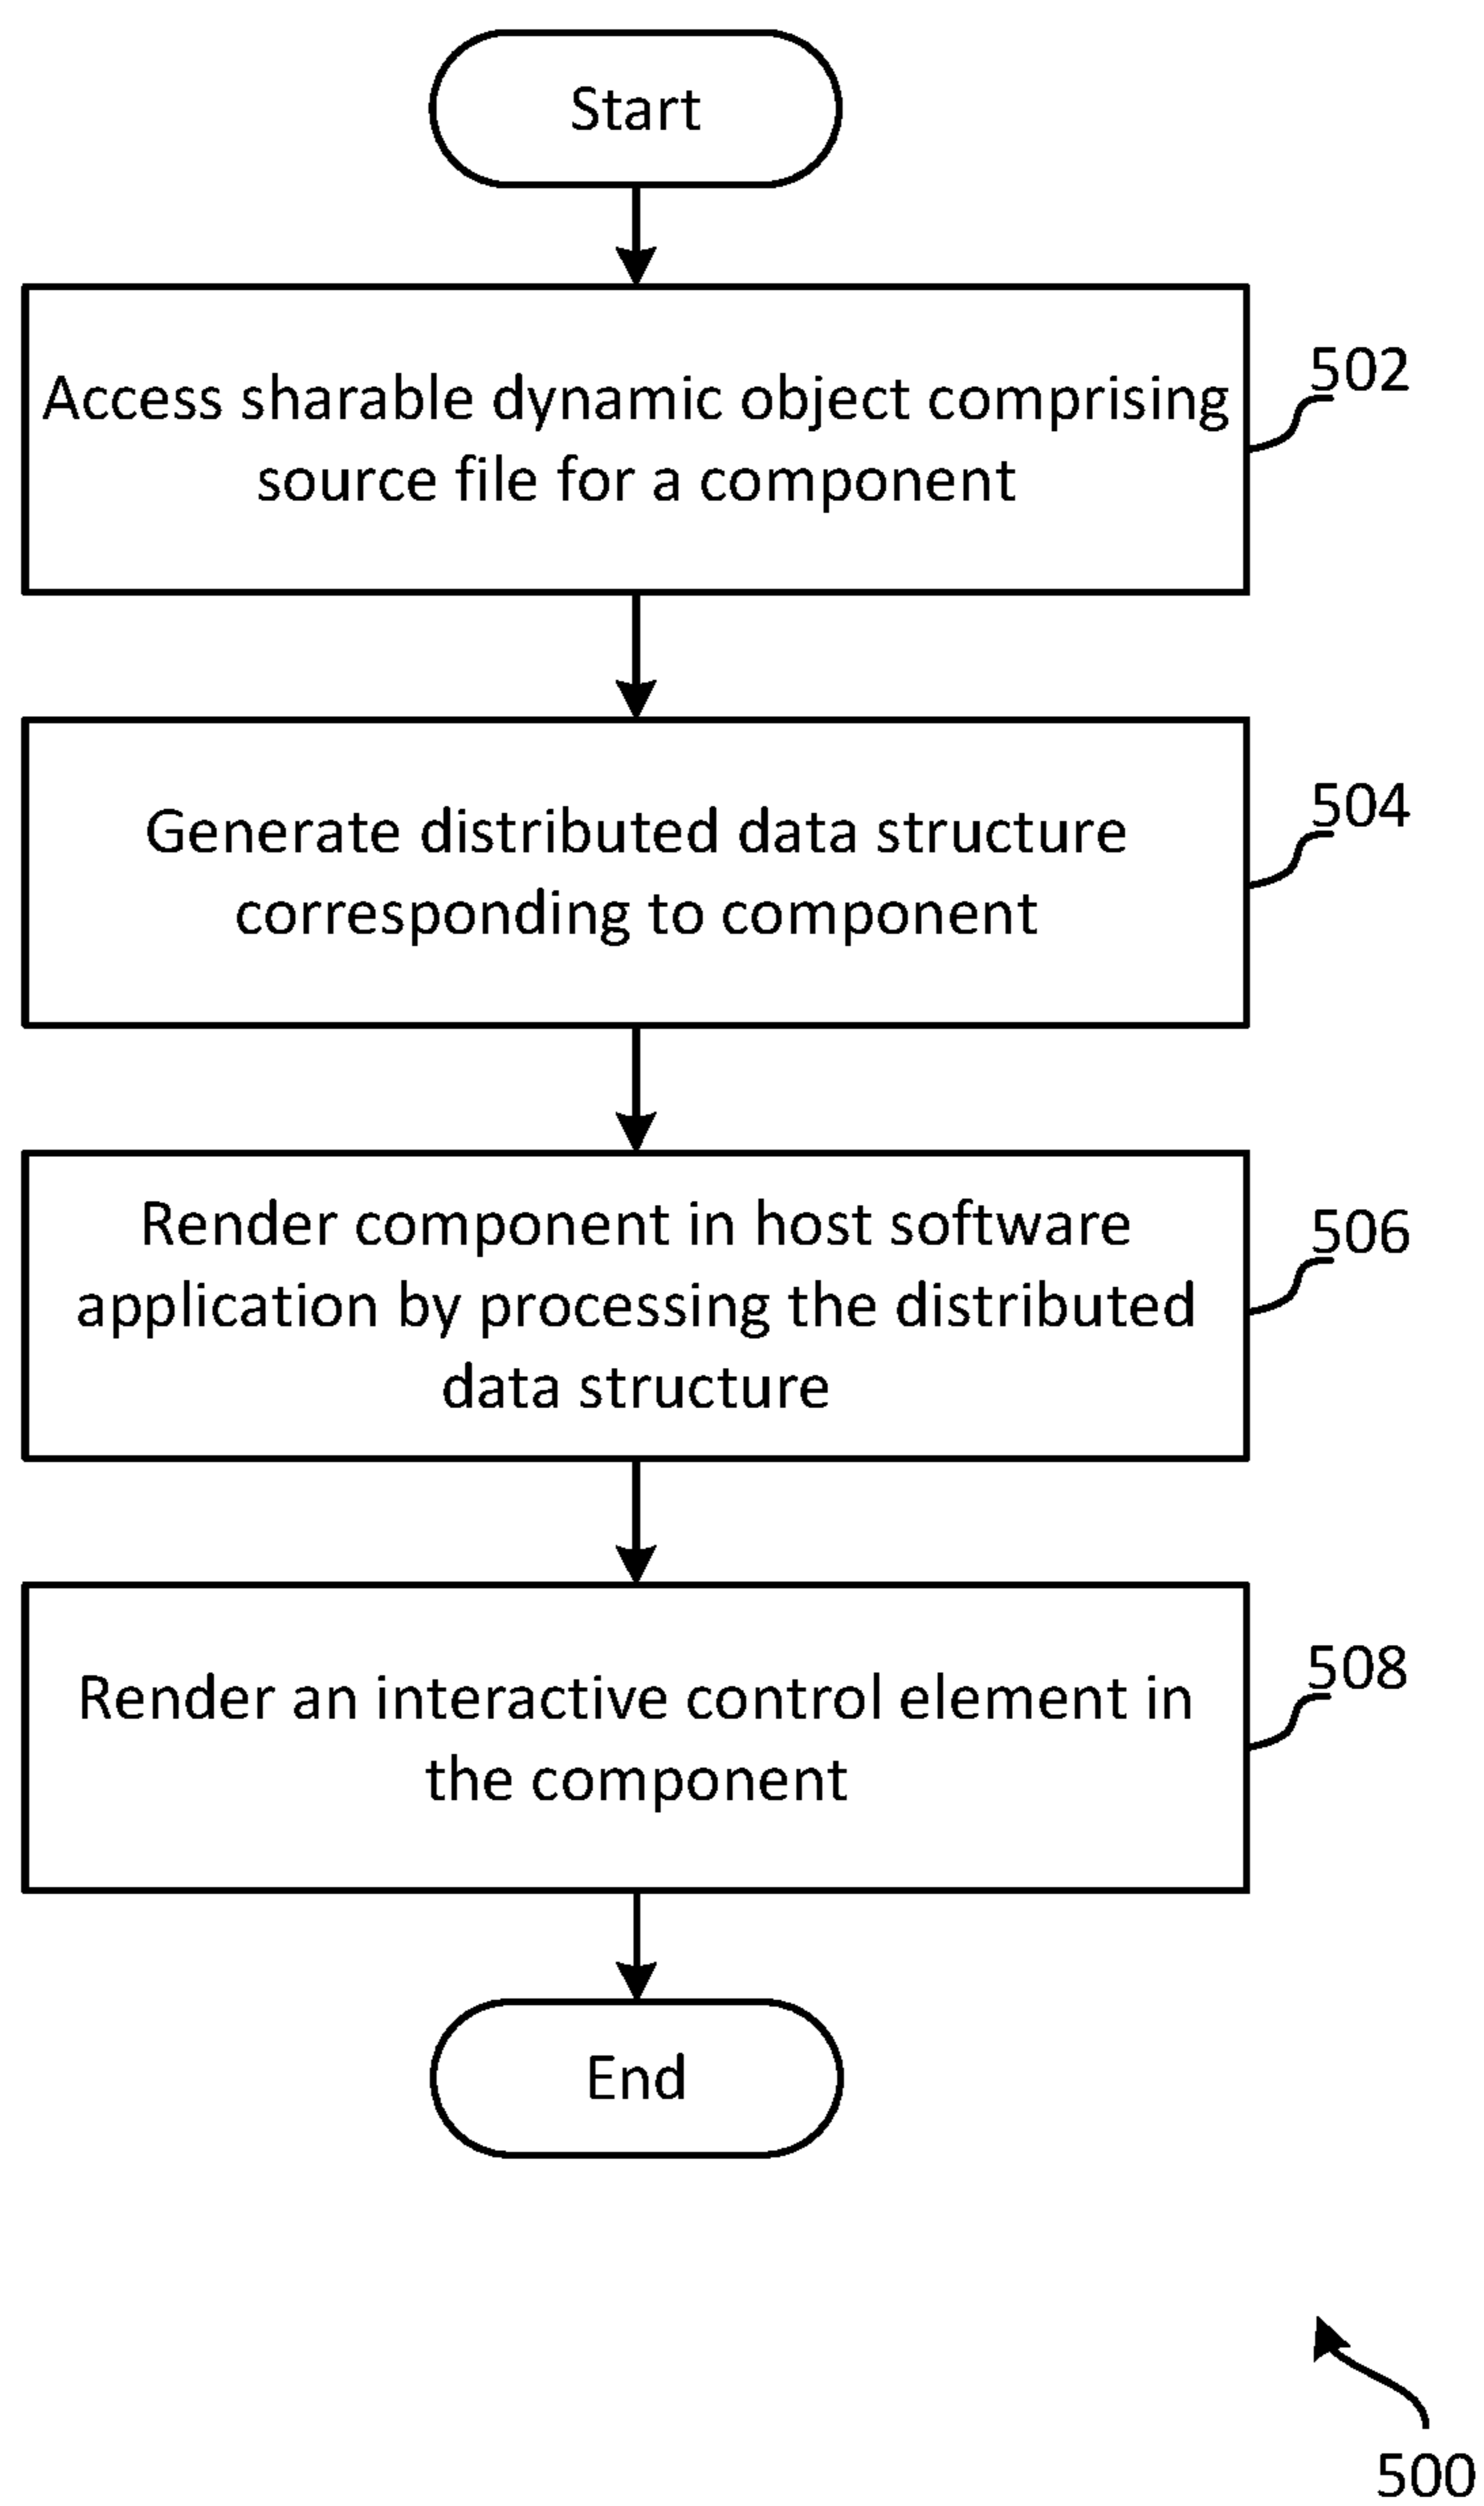 Start
Access sharable dynamic object comprising
source file for a component
502
Generate distributed data structure
corresponding to component
504
Render component in host software
application by processing the distributed
data structure
506
Render an interactive control element in
the component
508
End
500